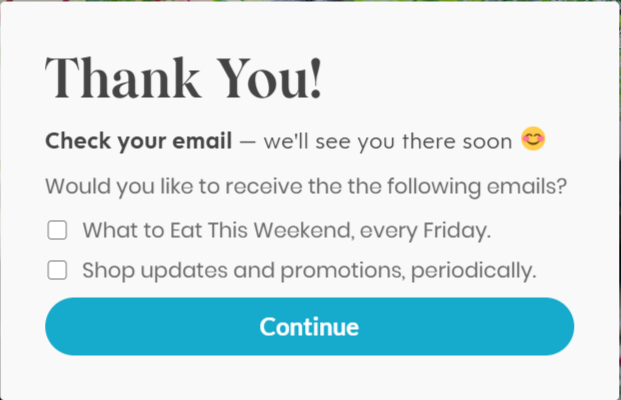 Thank You!
Check your email – we'll see you there soon 😊
Would you like to receive the the following emails?
What to Eat This Weekend, every Friday.
Shop updates and promotions, periodically.
Continue